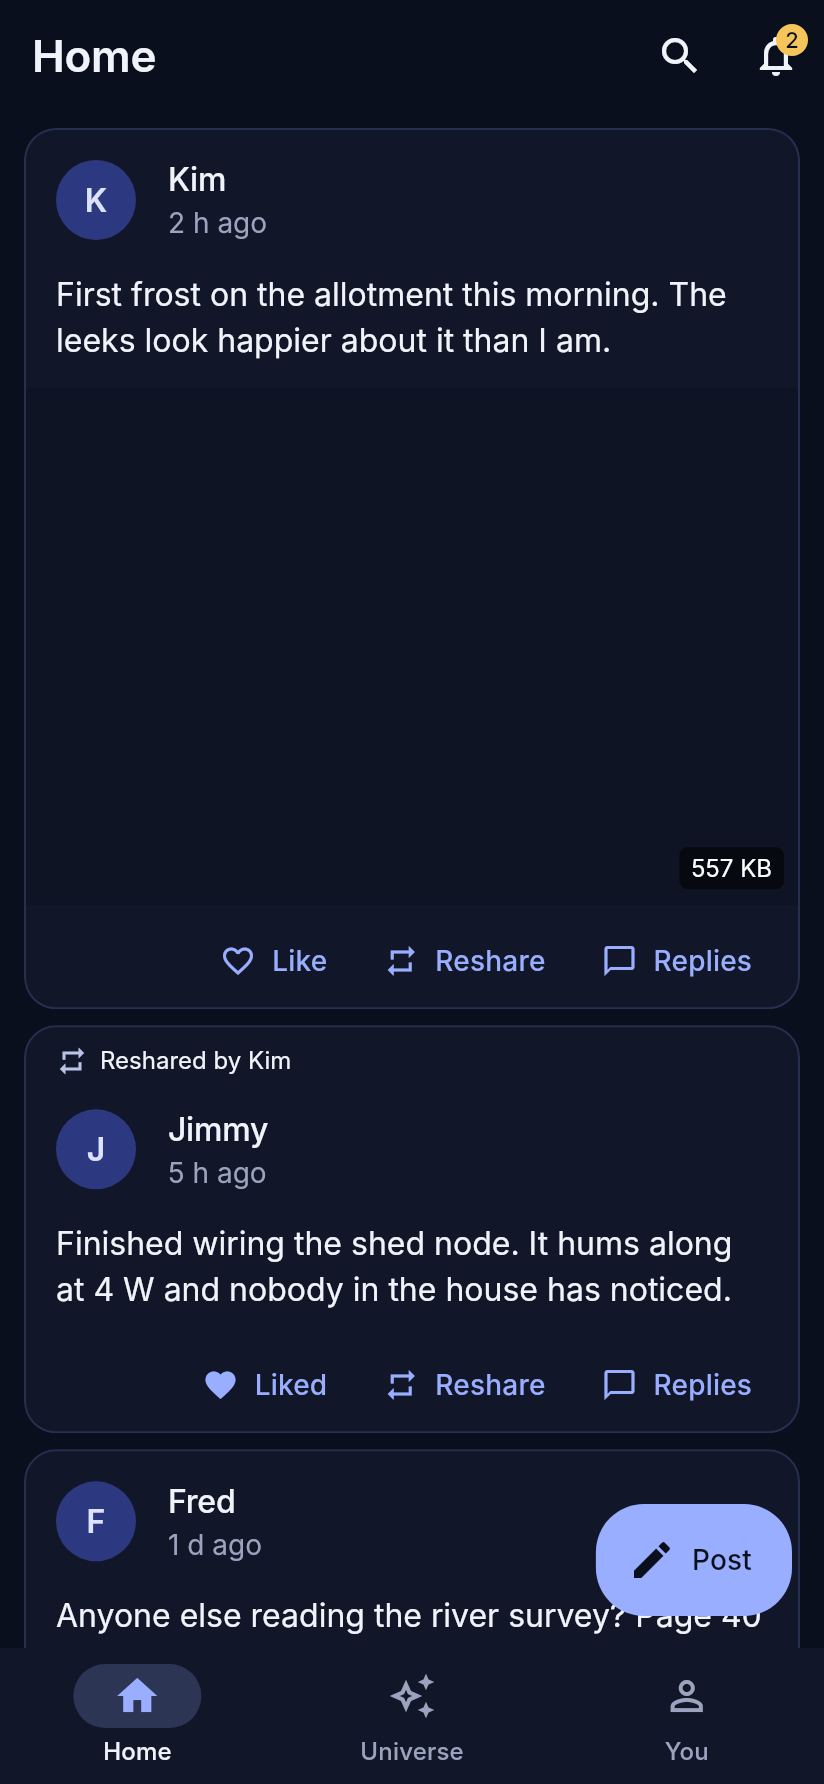 Home
2
K
Kim
2 h ago
First frost on the allotment this morning. The
leeks look happier about it than I am.
557 KB
Like
Reshare
Replies
Reshared by Kim
J
Jimmy
5 h ago
Finished wiring the shed node. It hums along
at 4 W and nobody in the house has noticed.
Liked
Reshare
Replies
F
Fred
1 d ago
Post
Anyone else reading the river survey? Page 40
Home
Universe
You